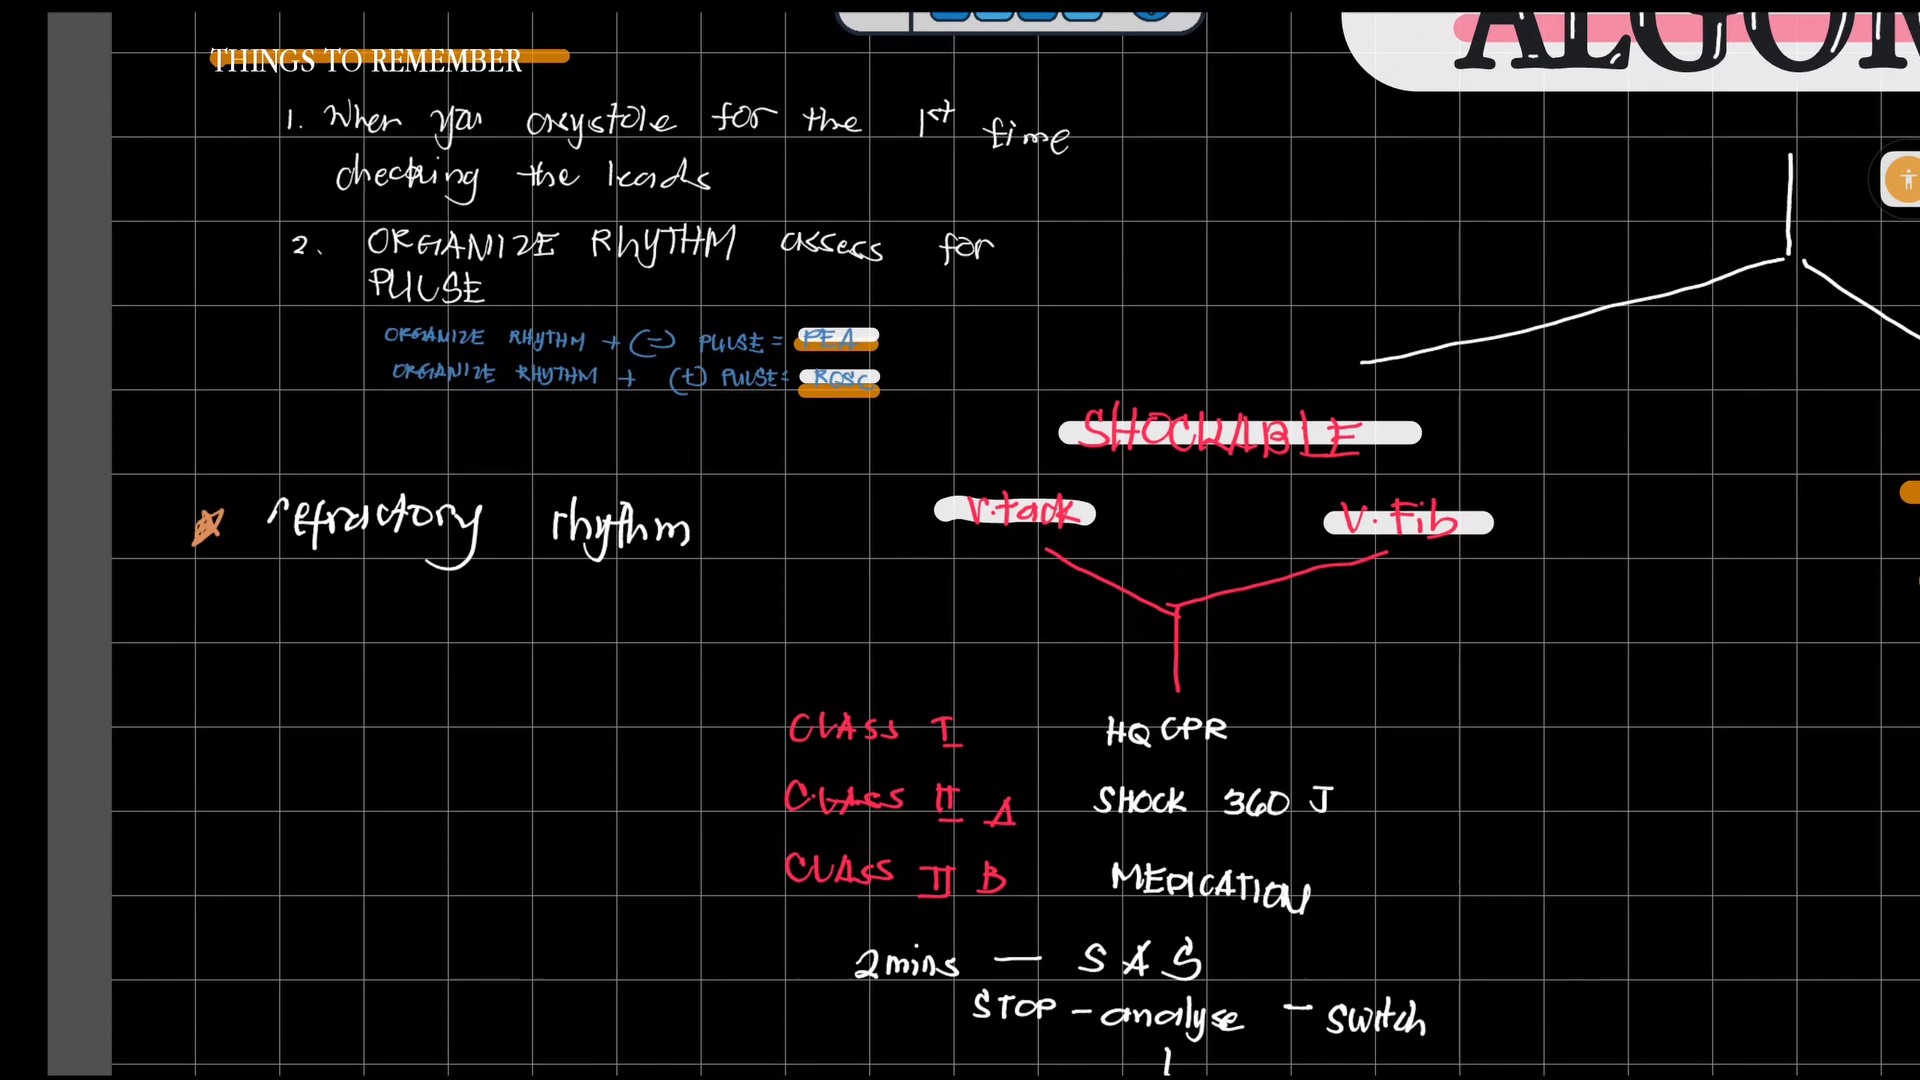 ALGO
THINGS TO REMEMBER
1. When you asystole for the 1st time
checking the leads
2. ORGANIZE RHYTHM assess for
PULSE
ORGANIZE RHYTHM + (-) PULSE = PEA
ORGANIZE RHYTHM + (+) PULSE = ROSC
SHOCKABLE
refractory rhythm
V.tach
V.Fib
CLASS I HQ CPR
CLASS II A SHOCK 360 J
CLASS II B MEDICATION
2mins — SAS
STOP - analyse - switch